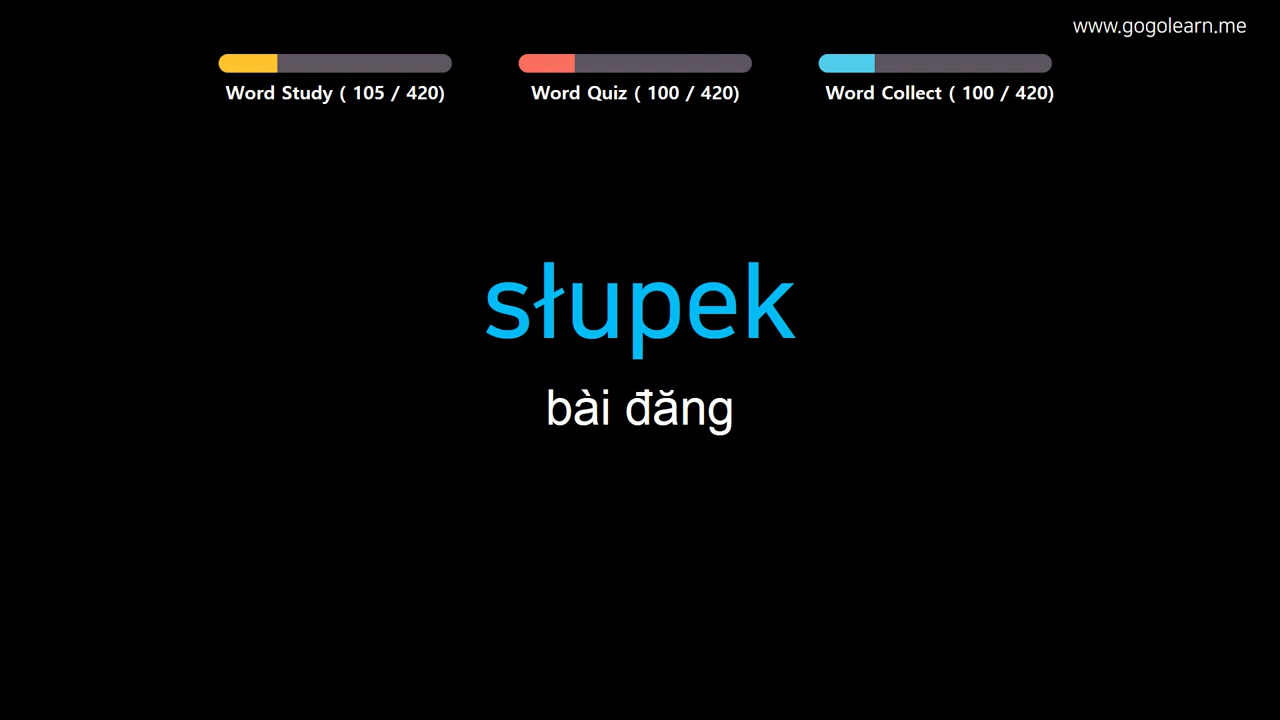 www.gogolearn.me
Word Study ( 105 / 420)
Word Quiz ( 100 / 420)
Word Collect ( 100 / 420)
słupek
bài đăng